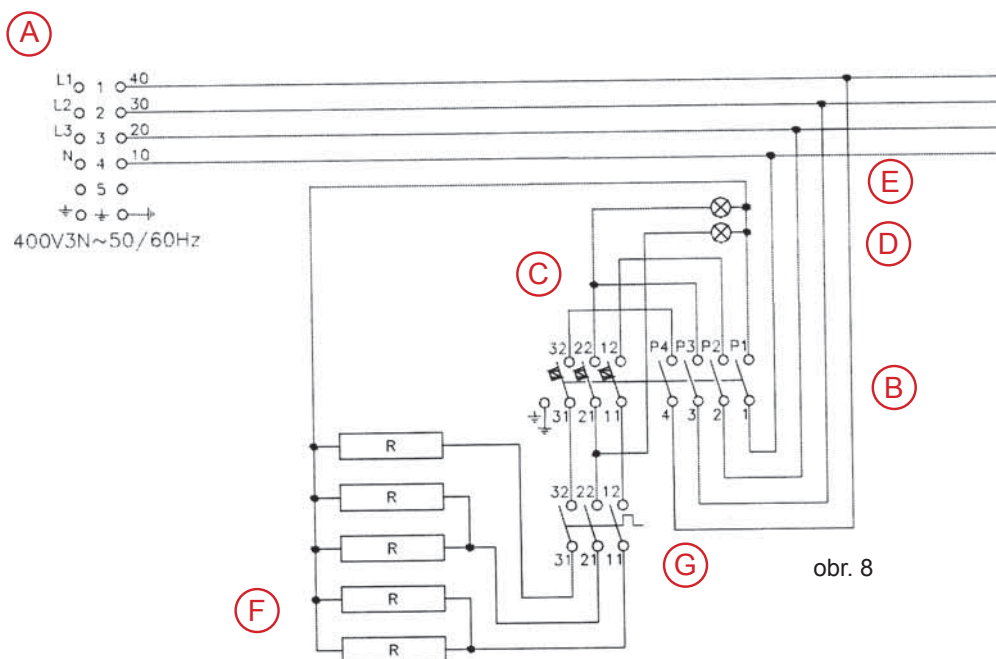 A
L1 1 40
L2 2 30
L3 3 20
N 4 10
5
400V3N~50/60Hz
E
D
C
32 22 12 P4 P3 P2 P1
B
31 21 11 4 3 2 1
R
R
32 22 12
R
31 21 11
G
obr. 8
F
R
R